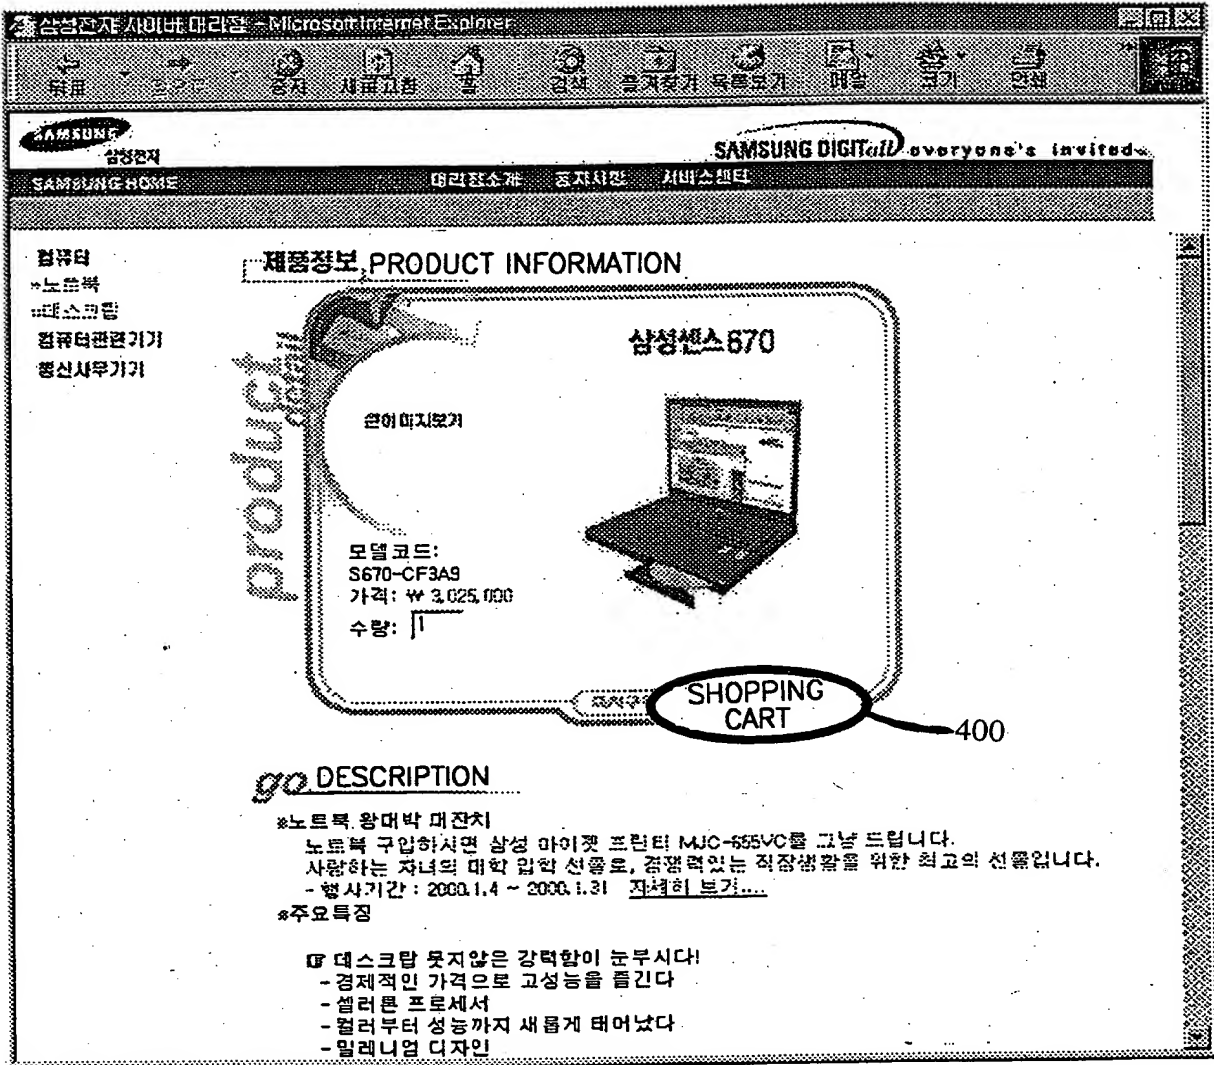 삼성전자 사이버 대리점 - Microsoft Internet Explorer
뒤로 중지 새로고침 홈 검색 즐겨찾기 목록보기 메일 크기 인쇄
SAMSUNG
삼성전자
SAMSUNG DIGITall everyone's invited
SAMSUNG HOME 대리점소개 공지사항 서비스센터
컴퓨터
노트북
데스크탑
컴퓨터관련기기
통신사무기기
제품정보 PRODUCT INFORMATION
product
detail
삼성센스670
큰이미지보기
모델코드:
S670-CF3A9
가격: ₩ 3,025,000
수량: 1
SHOPPING
CART
400
go DESCRIPTION
※노트북 왕대박 대잔치
노트북 구입하시면 삼성 마이젯 프린터 MJC-665VC를 그냥 드립니다.
사랑하는 자녀의 대학 입학 선물로, 경쟁력있는 직장생활을 위한 최고의 선물입니다.
- 행사기간 : 2000.1.4 ~ 2000.1.31 자세히 보기....
※주요특징
☞ 데스크탑 못지않은 강력함이 눈부시다!
- 경제적인 가격으로 고성능을 즐긴다
- 셀러론 프로세서
- 컬러부터 성능까지 새롭게 태어났다
- 밀레니엄 디자인